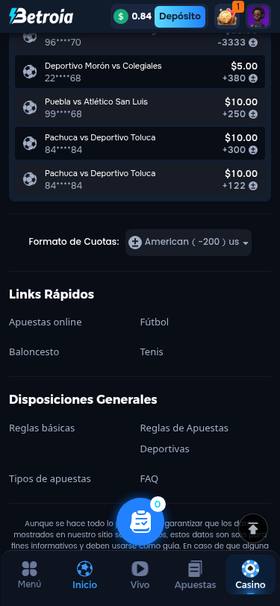 Betroia
$ 0.84
Depósito
1
96****70
-3333
Deportivo Morón vs Colegiales
$5.00
22****68
+380
Puebla vs Atlético San Luis
$10.00
99****68
+250
Pachuca vs Deportivo Toluca
$10.00
84****84
+300
Pachuca vs Deportivo Toluca
$10.00
84****84
+122
Formato de Cuotas:
American ( -200 ) us
Links Rápidos
Apuestas online
Fútbol
Baloncesto
Tenis
Disposiciones Generales
Reglas básicas
Reglas de Apuestas
Deportivas
Tipos de apuestas
FAQ
0
Aunque se hace todo lo garantizar que los
mostrados en nuestro sitio estos datos son
fines informativos y deben usarse como guía. En caso de que alguna
Menú
Inicio
Vivo
Apuestas
Casino